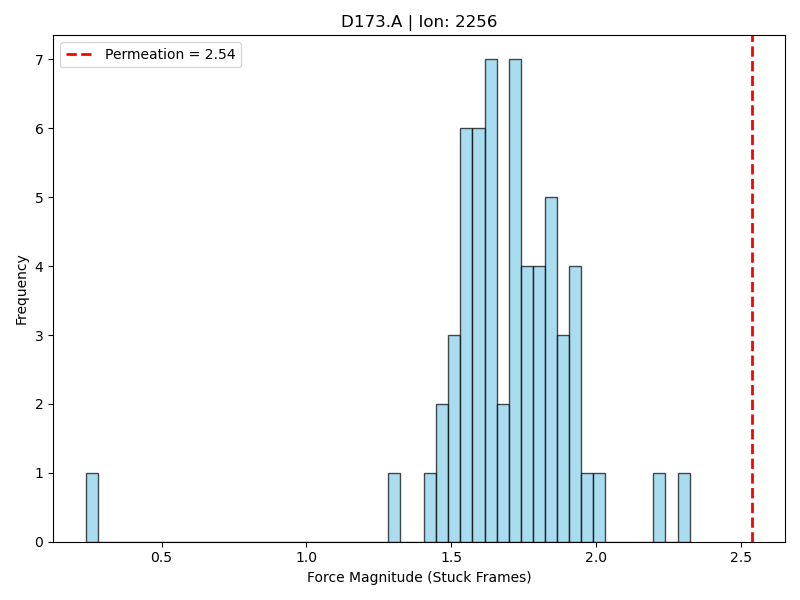 D173.A | Ion: 2256
Permeation = 2.54
7
6
5
4
3
2
1
0
Frequency
0.5 1.0 1.5 2.0 2.5
Force Magnitude (Stuck Frames)